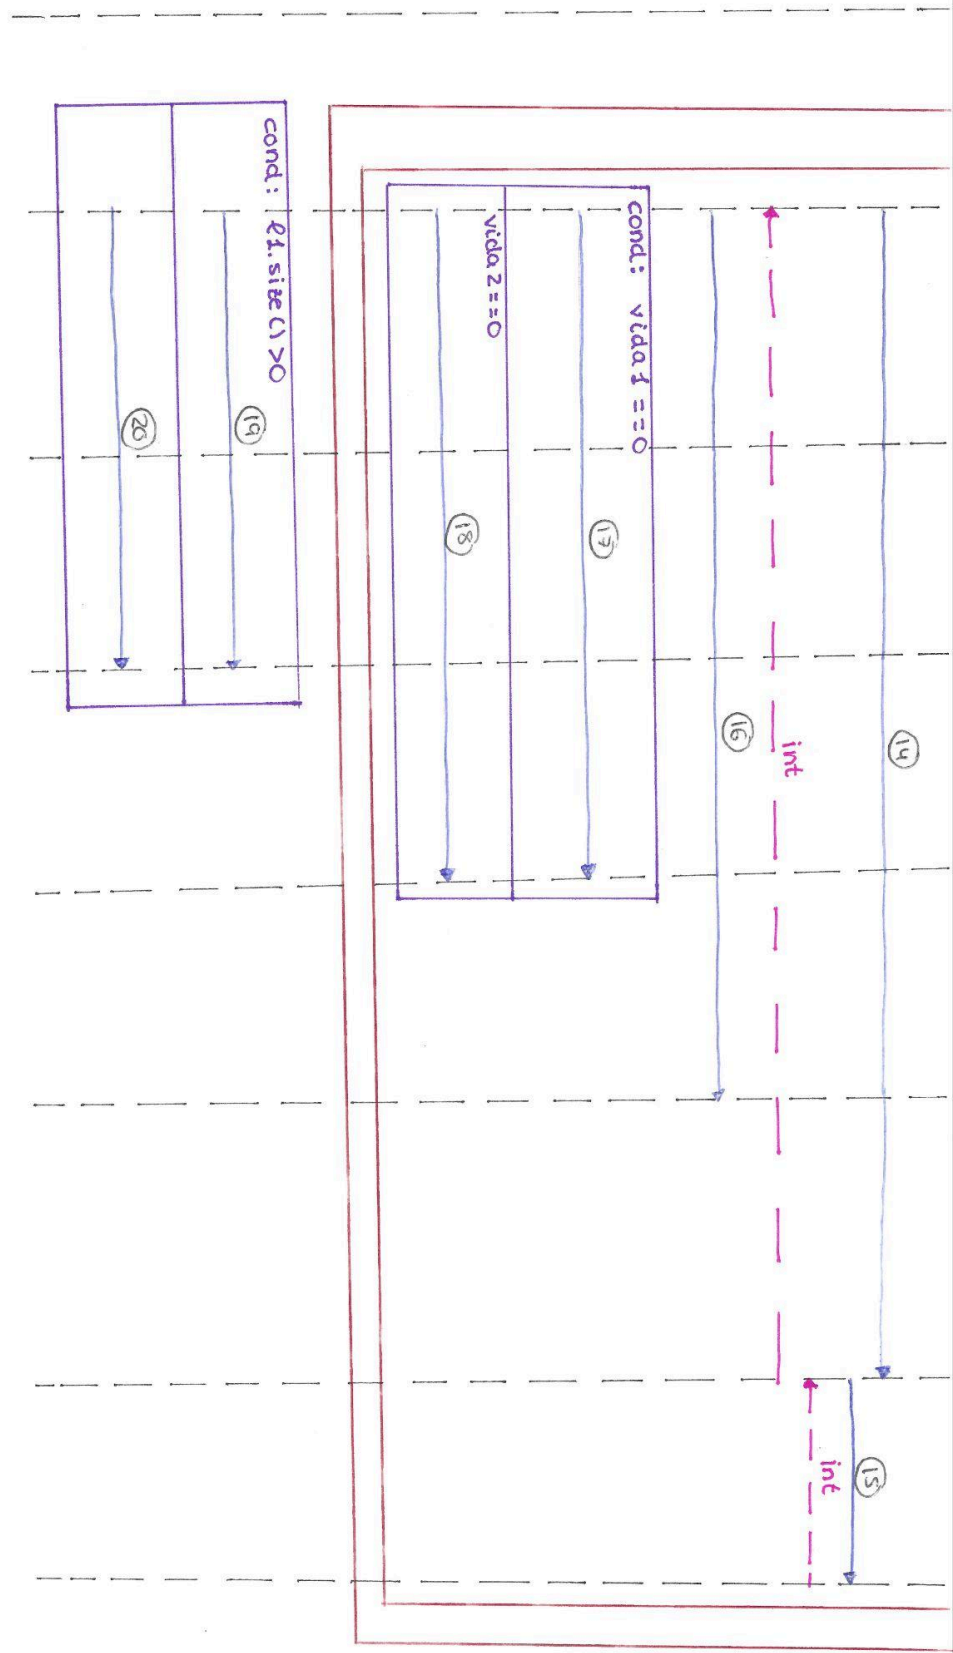 14
15
int
int
16
cond: vida1==0
17
vida2==0
18
cond: l1.size()>0
19
20